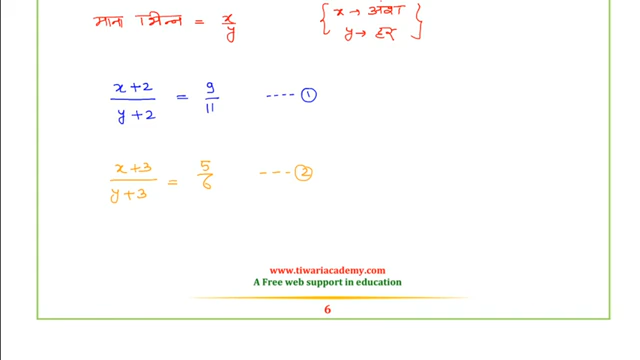 माना भिन्न = x/y { x → अंश
y → हर }
x+2/y+2 = 9/11 ---- ①
x+3/y+3 = 5/6 --- ②
www.tiwariacademy.com
A Free web support in education
6